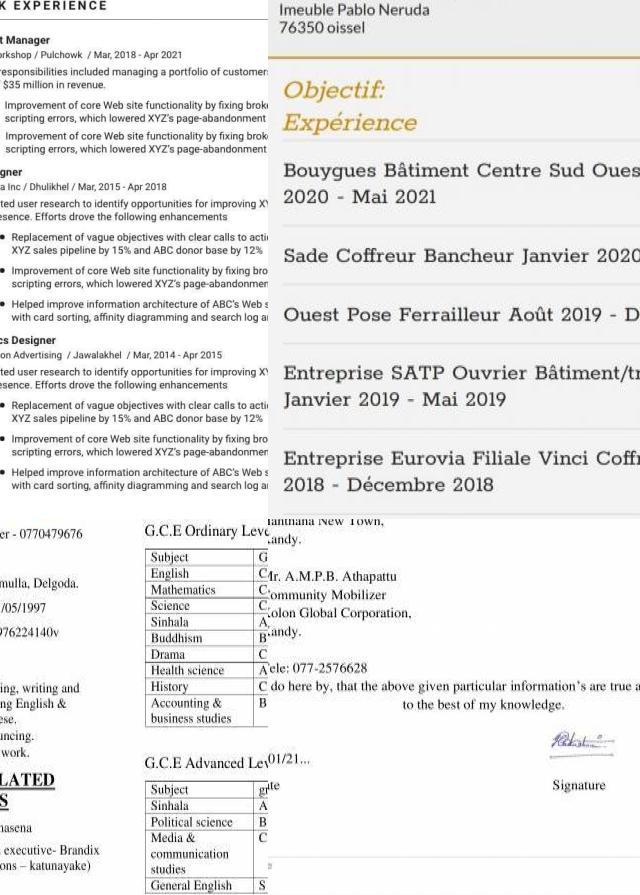 K EXPERIENCE
t Manager
orkshop / Pulchowk / Mar, 2018 - Apr 2021
responsibilities included managing a portfolio of customer
$35 million in revenue.
Improvement of core Web site functionality by fixing brok
scripting errors, which lowered XYZ's page-abandonment
Improvement of core Web site functionality by fixing brok
scripting errors, which lowered XYZ's page-abandonment
gner
a Inc / Dhulikhel / Mar, 2015 - Apr 2018
ted user research to identify opportunities for improving XY
esence. Efforts drove the following enhancements
• Replacement of vague objectives with clear calls to acti
XYZ sales pipeline by 15% and ABC donor base by 12%
• Improvement of core Web site functionality by fixing bro
scripting errors, which lowered XYZ's page-abandonmen
• Helped improve information architecture of ABC's Web s
with card sorting, affinity diagramming and search log a
cs Designer
on Advertising / Jawalakhel / Mar, 2014 - Apr 2015
ted user research to identify opportunities for improving XY
esence. Efforts drove the following enhancements
• Replacement of vague objectives with clear calls to acti
XYZ sales pipeline by 15% and ABC donor base by 12%
• Improvement of core Web site functionality by fixing bro
scripting errors, which lowered XYZ's page-abandonmen
• Helped improve information architecture of ABC's Web s
with card sorting, affinity diagramming and search log a
Imeuble Pablo Neruda
76350 oissel
Objectif:
Expérience
Bouygues Bâtiment Centre Sud Oues
2020 - Mai 2021
Sade Coffreur Bancheur Janvier 2020
Ouest Pose Ferrailleur Août 2019 - D
Entreprise SATP Ouvrier Bâtiment/tr
Janvier 2019 - Mai 2019
Entreprise Eurovia Filiale Vinci Coffr
2018 - Décembre 2018
er - 0770479676
mulla, Delgoda.
/05/1997
976224140v
ing, writing and
ng English &
ese.
uncing.
work.
LATED
S
nasena
executive- Brandix
ons – katunayake)
G.C.E Ordinary Leve
Subject G
English C
Mathematics C
Science C
Sinhala A
Buddhism B
Drama C
Health science A
History C
Accounting & B
business studies
G.C.E Advanced Lev
Subject gr
Sinhala A
Political science B
Media & C
communication
studies
General English S
anthana New Town,
andy.
Mr. A.M.P.B. Athapattu
Community Mobilizer
olon Global Corporation,
andy.
ele: 077-2576628
do here by, that the above given particular information's are true a
to the best of my knowledge.
01/21...
te
Signature